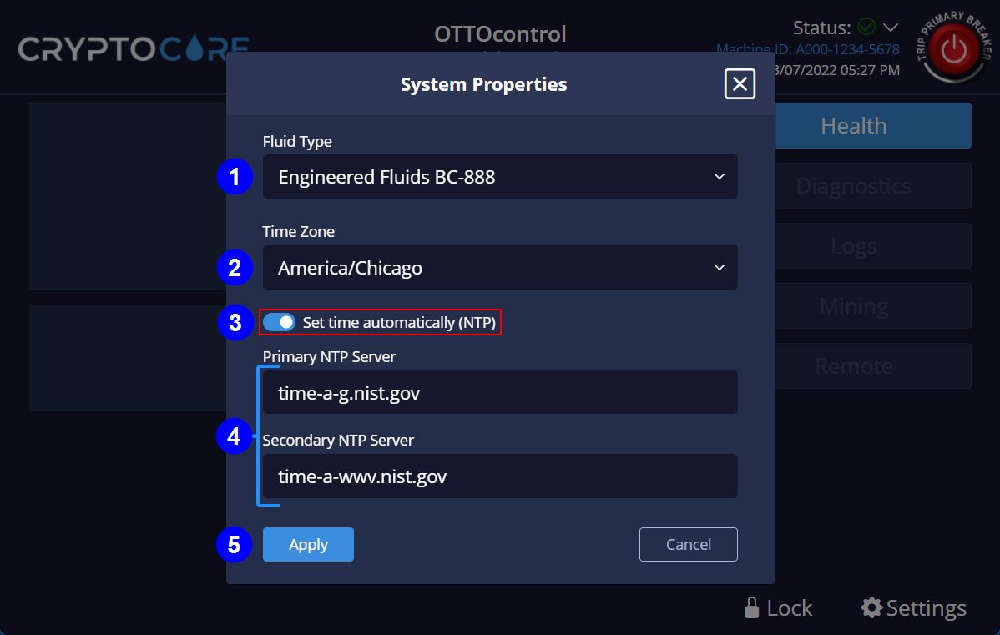 CRYPTOCORE
OTTOcontrol
Status:
Machine ID: A000-1234-5678
8/07/2022 05:27 PM
TRIP PRIMARY BREAKER
System Properties
Health
Diagnostics
Logs
Mining
Remote
Fluid Type
1
Engineered Fluids BC-888
Time Zone
2
America/Chicago
3
Set time automatically (NTP)
Primary NTP Server
time-a-g.nist.gov
4
Secondary NTP Server
time-a-wwv.nist.gov
5
Apply
Cancel
Lock
Settings